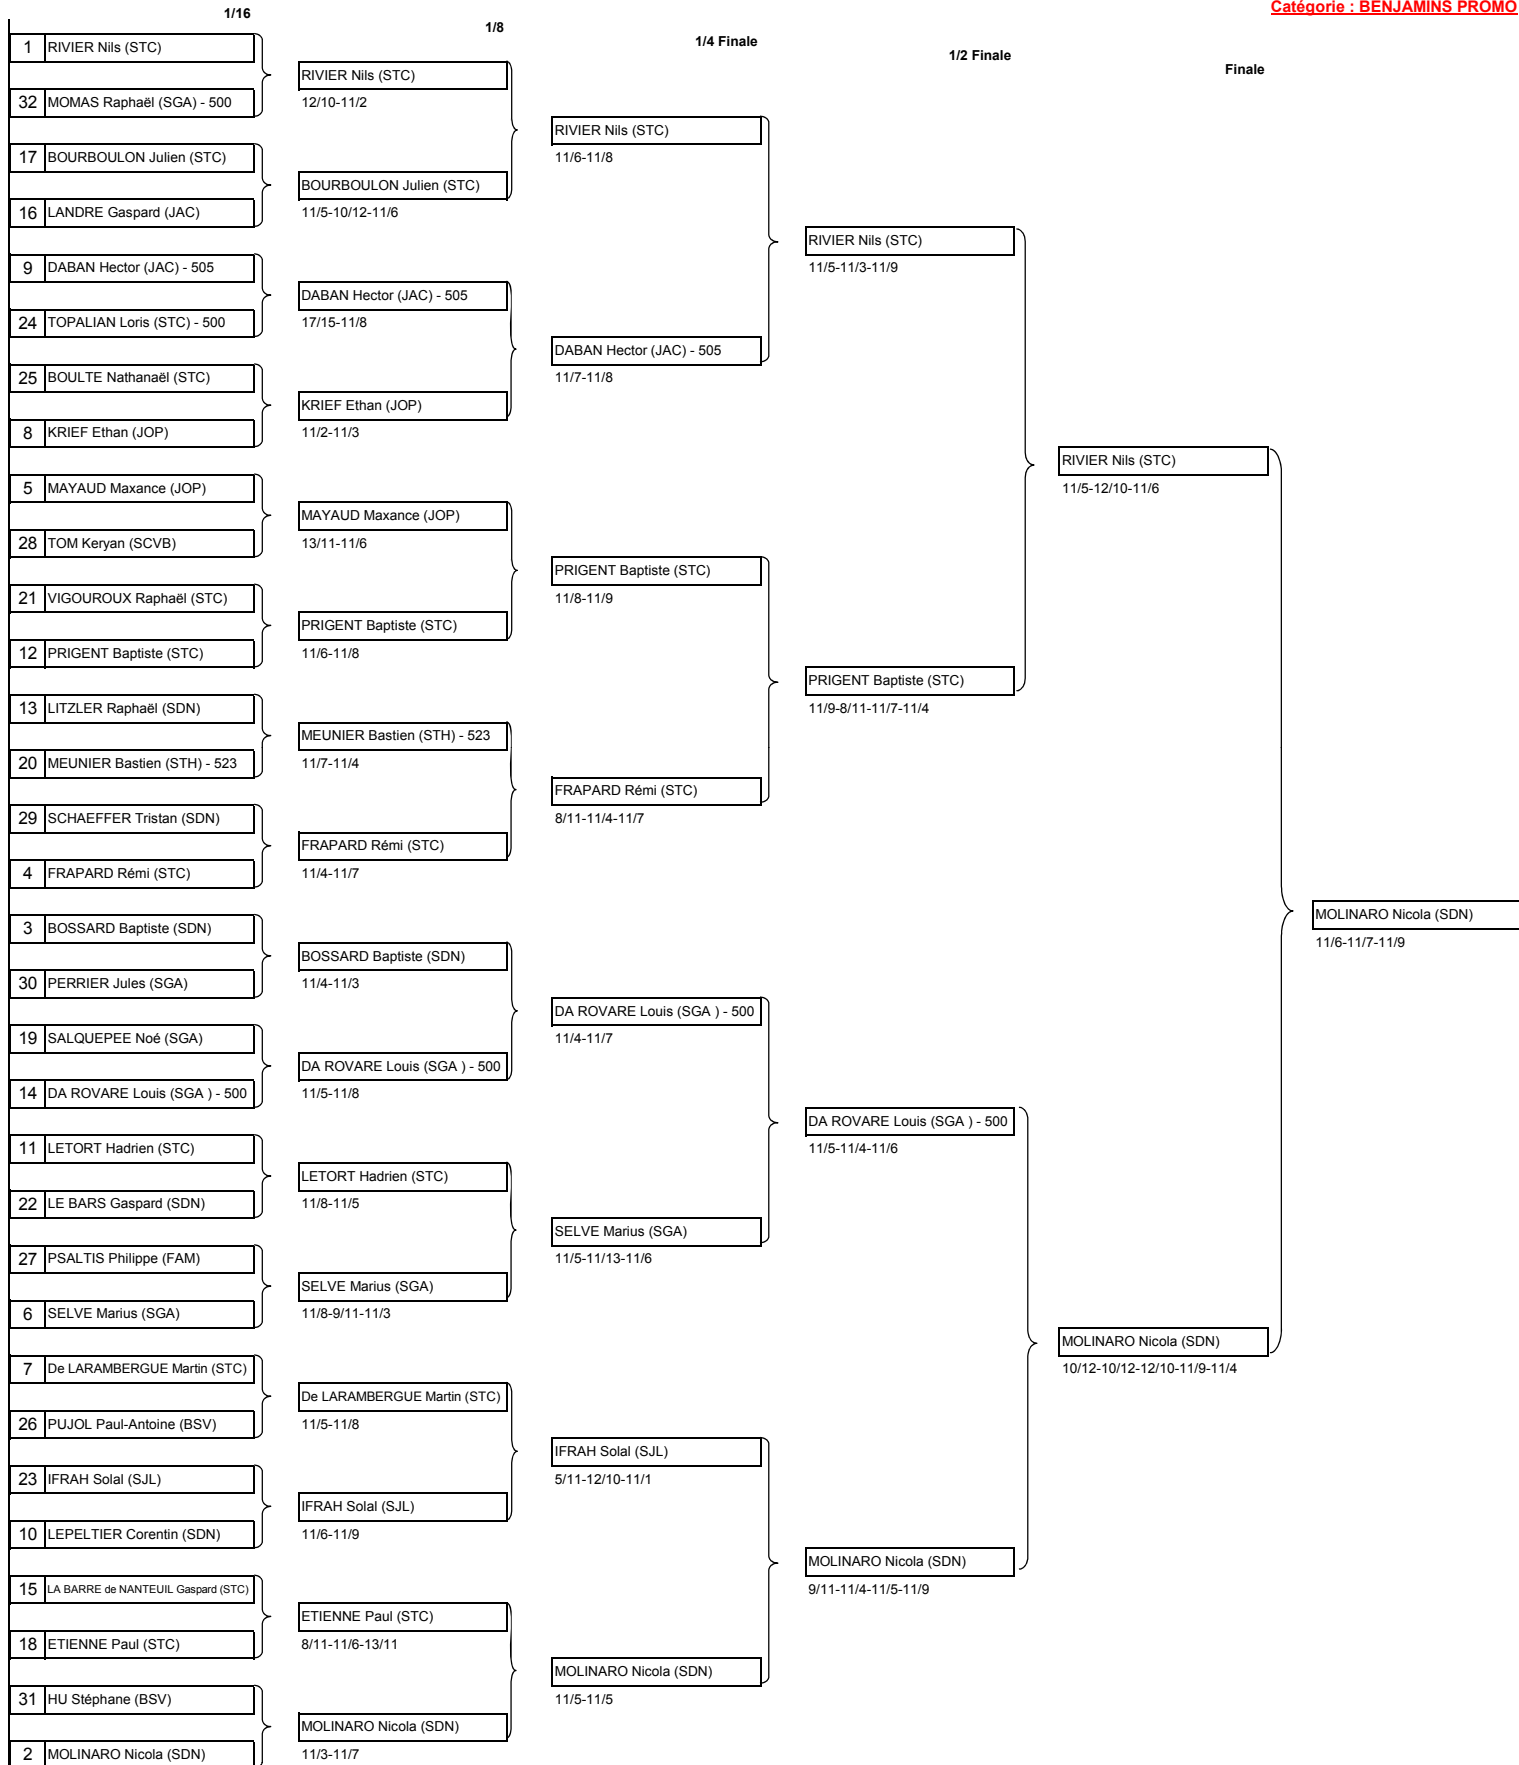 Catégorie : BENJAMINS PROMO
1/16
1/8
1/4 Finale
1/2 Finale
Finale
1 RIVIER Nils (STC)
32 MOMAS Raphaël (SGA) - 500
17 BOURBOULON Julien (STC)
16 LANDRE Gaspard (JAC)
9 DABAN Hector (JAC) - 505
24 TOPALIAN Loris (STC) - 500
25 BOULTE Nathanaël (STC)
8 KRIEF Ethan (JOP)
5 MAYAUD Maxance (JOP)
28 TOM Keryan (SCVB)
21 VIGOUROUX Raphaël (STC)
12 PRIGENT Baptiste (STC)
13 LITZLER Raphaël (SDN)
20 MEUNIER Bastien (STH) - 523
29 SCHAEFFER Tristan (SDN)
4 FRAPARD Rémi (STC)
3 BOSSARD Baptiste (SDN)
30 PERRIER Jules (SGA)
19 SALQUEPEE Noé (SGA)
14 DA ROVARE Louis (SGA ) - 500
11 LETORT Hadrien (STC)
22 LE BARS Gaspard (SDN)
27 PSALTIS Philippe (FAM)
6 SELVE Marius (SGA)
7 De LARAMBERGUE Martin (STC)
26 PUJOL Paul-Antoine (BSV)
23 IFRAH Solal (SJL)
10 LEPELTIER Corentin (SDN)
15 LA BARRE de NANTEUIL Gaspard (STC)
18 ETIENNE Paul (STC)
31 HU Stéphane (BSV)
2 MOLINARO Nicola (SDN)
RIVIER Nils (STC)
12/10-11/2
BOURBOULON Julien (STC)
11/5-10/12-11/6
DABAN Hector (JAC) - 505
17/15-11/8
KRIEF Ethan (JOP)
11/2-11/3
MAYAUD Maxance (JOP)
13/11-11/6
PRIGENT Baptiste (STC)
11/6-11/8
MEUNIER Bastien (STH) - 523
11/7-11/4
FRAPARD Rémi (STC)
11/4-11/7
BOSSARD Baptiste (SDN)
11/4-11/3
DA ROVARE Louis (SGA ) - 500
11/5-11/8
LETORT Hadrien (STC)
11/8-11/5
SELVE Marius (SGA)
11/8-9/11-11/3
De LARAMBERGUE Martin (STC)
11/5-11/8
IFRAH Solal (SJL)
11/6-11/9
ETIENNE Paul (STC)
8/11-11/6-13/11
MOLINARO Nicola (SDN)
11/3-11/7
RIVIER Nils (STC)
11/6-11/8
DABAN Hector (JAC) - 505
11/7-11/8
PRIGENT Baptiste (STC)
11/8-11/9
FRAPARD Rémi (STC)
8/11-11/4-11/7
DA ROVARE Louis (SGA ) - 500
11/4-11/7
SELVE Marius (SGA)
11/5-11/13-11/6
IFRAH Solal (SJL)
5/11-12/10-11/1
MOLINARO Nicola (SDN)
11/5-11/5
RIVIER Nils (STC)
11/5-11/3-11/9
PRIGENT Baptiste (STC)
11/9-8/11-11/7-11/4
DA ROVARE Louis (SGA ) - 500
11/5-11/4-11/6
MOLINARO Nicola (SDN)
9/11-11/4-11/5-11/9
RIVIER Nils (STC)
11/5-12/10-11/6
MOLINARO Nicola (SDN)
10/12-10/12-12/10-11/9-11/4
MOLINARO Nicola (SDN)
11/6-11/7-11/9